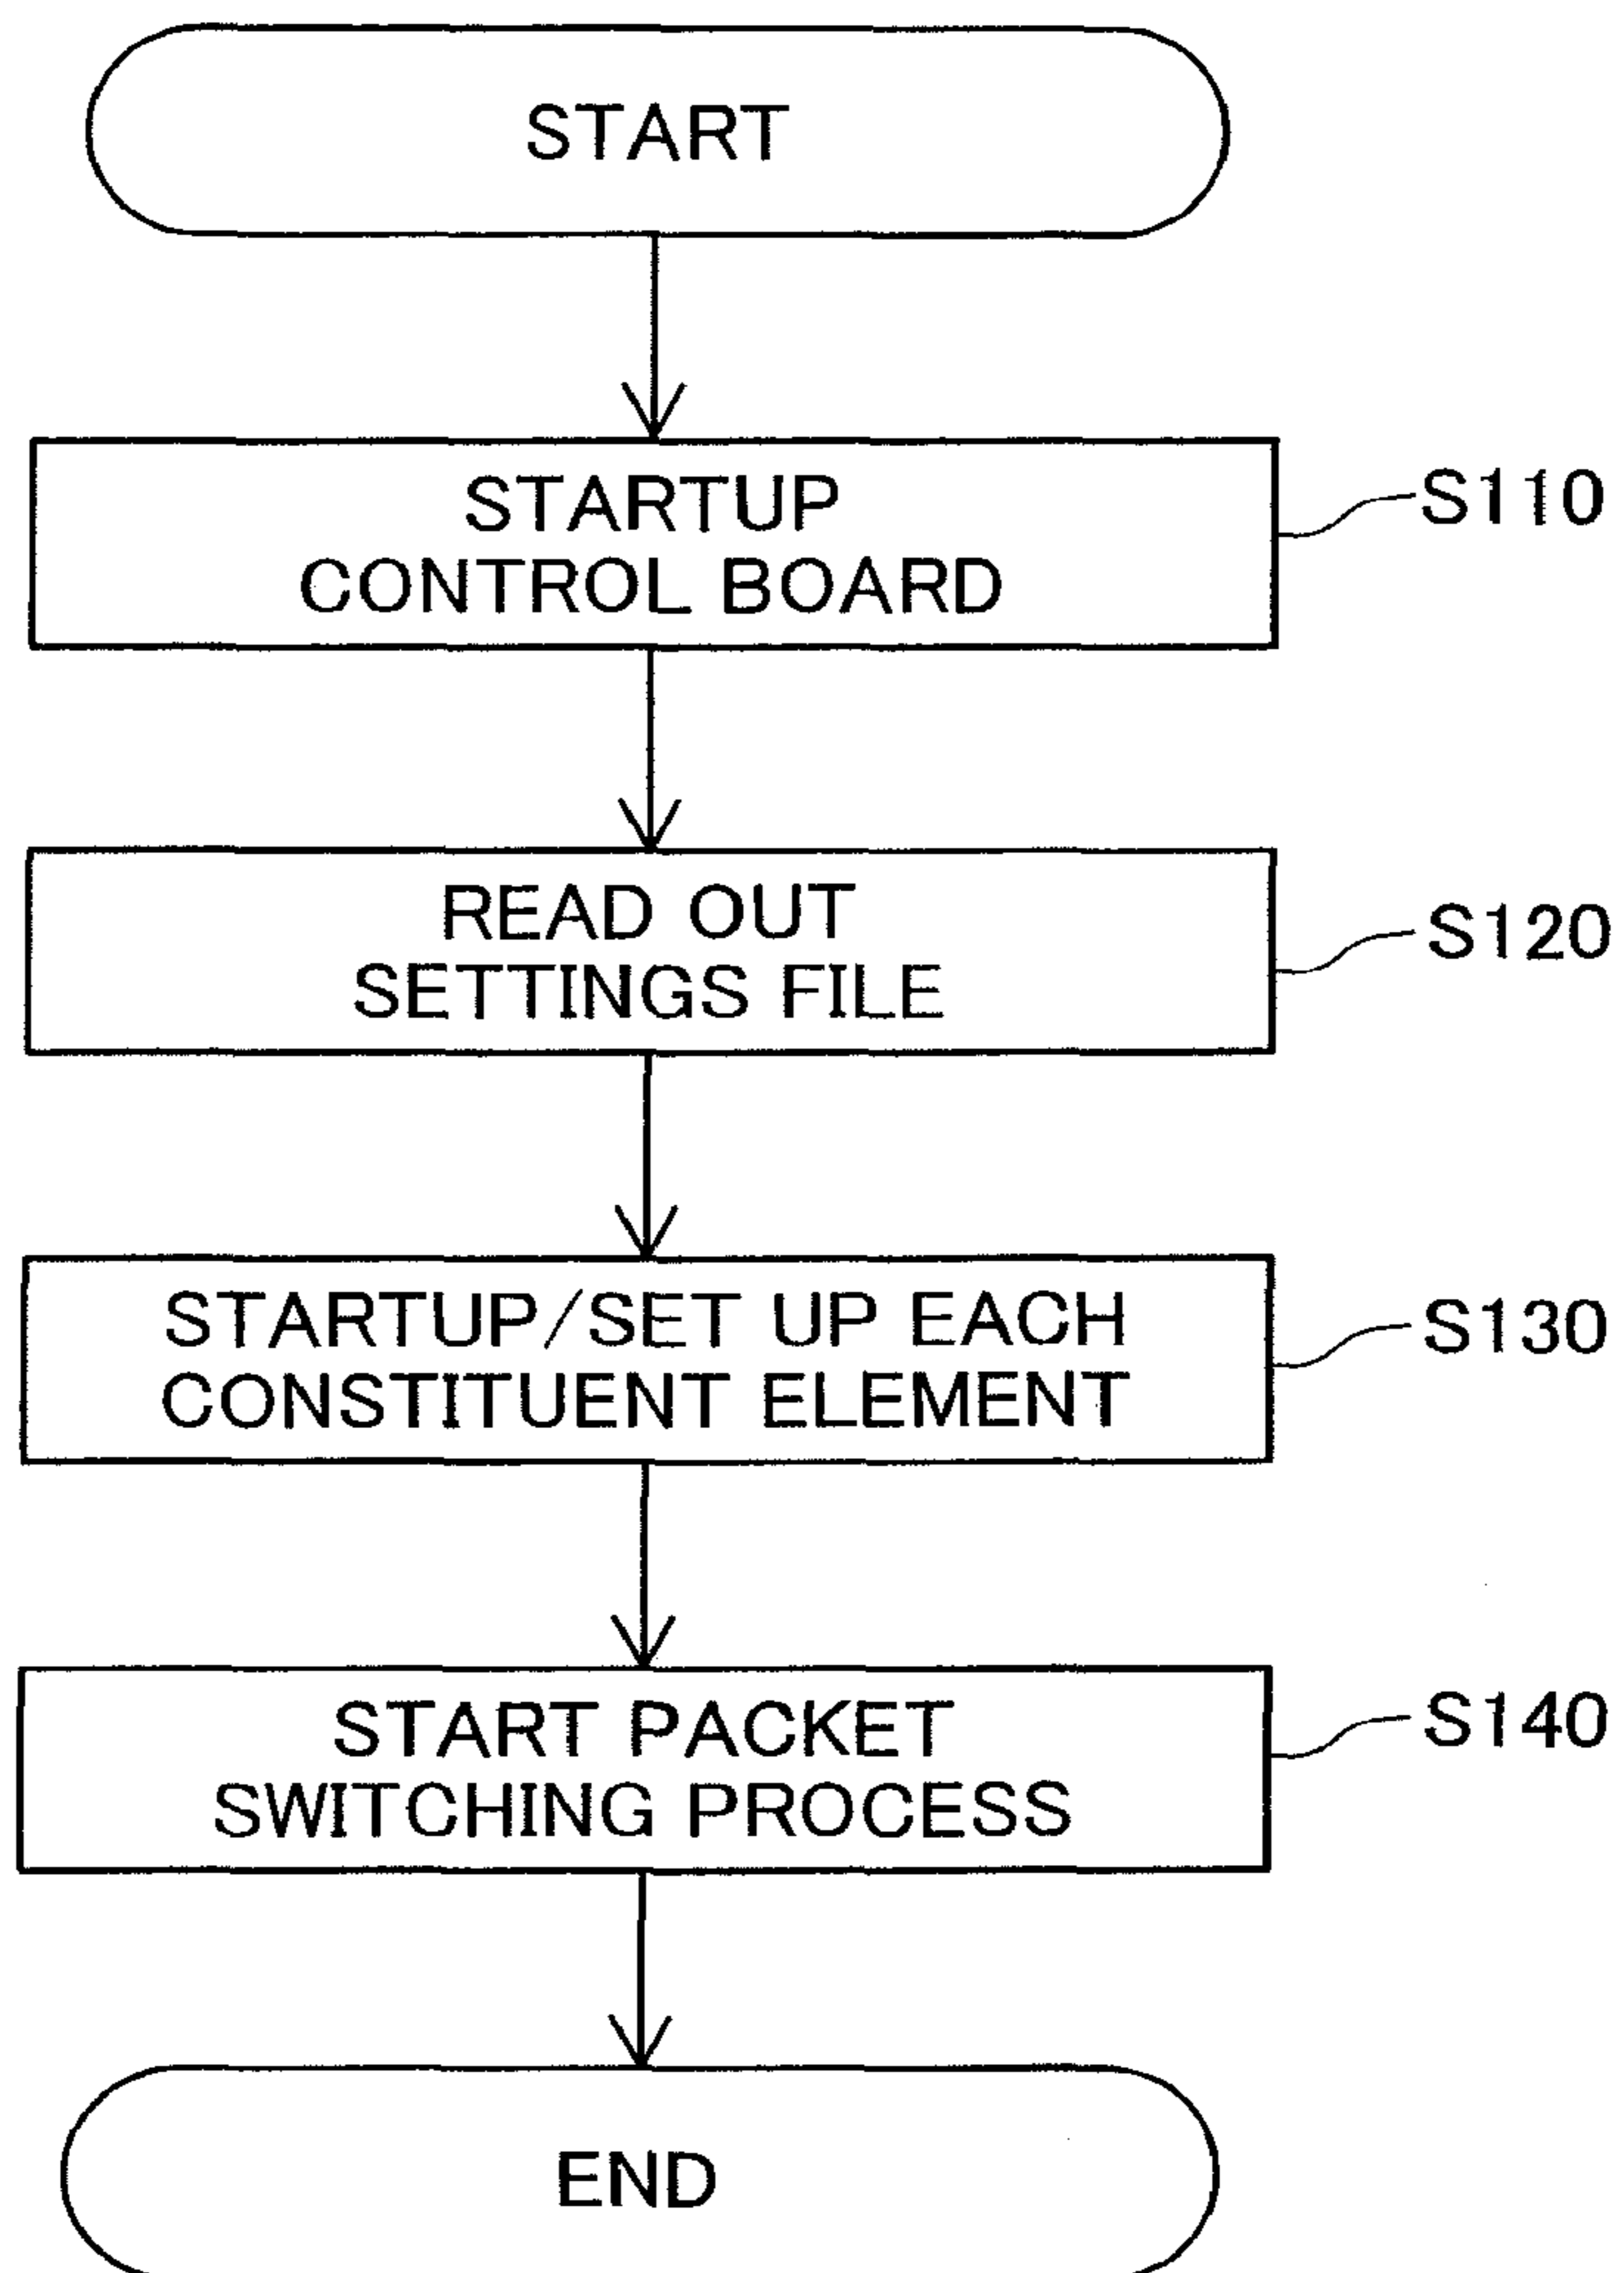 START
STARTUP
CONTROL BOARD
S110
READ OUT
SETTINGS FILE
S120
STARTUP/SET UP EACH
CONSTITUENT ELEMENT
S130
START PACKET
SWITCHING PROCESS
S140
END